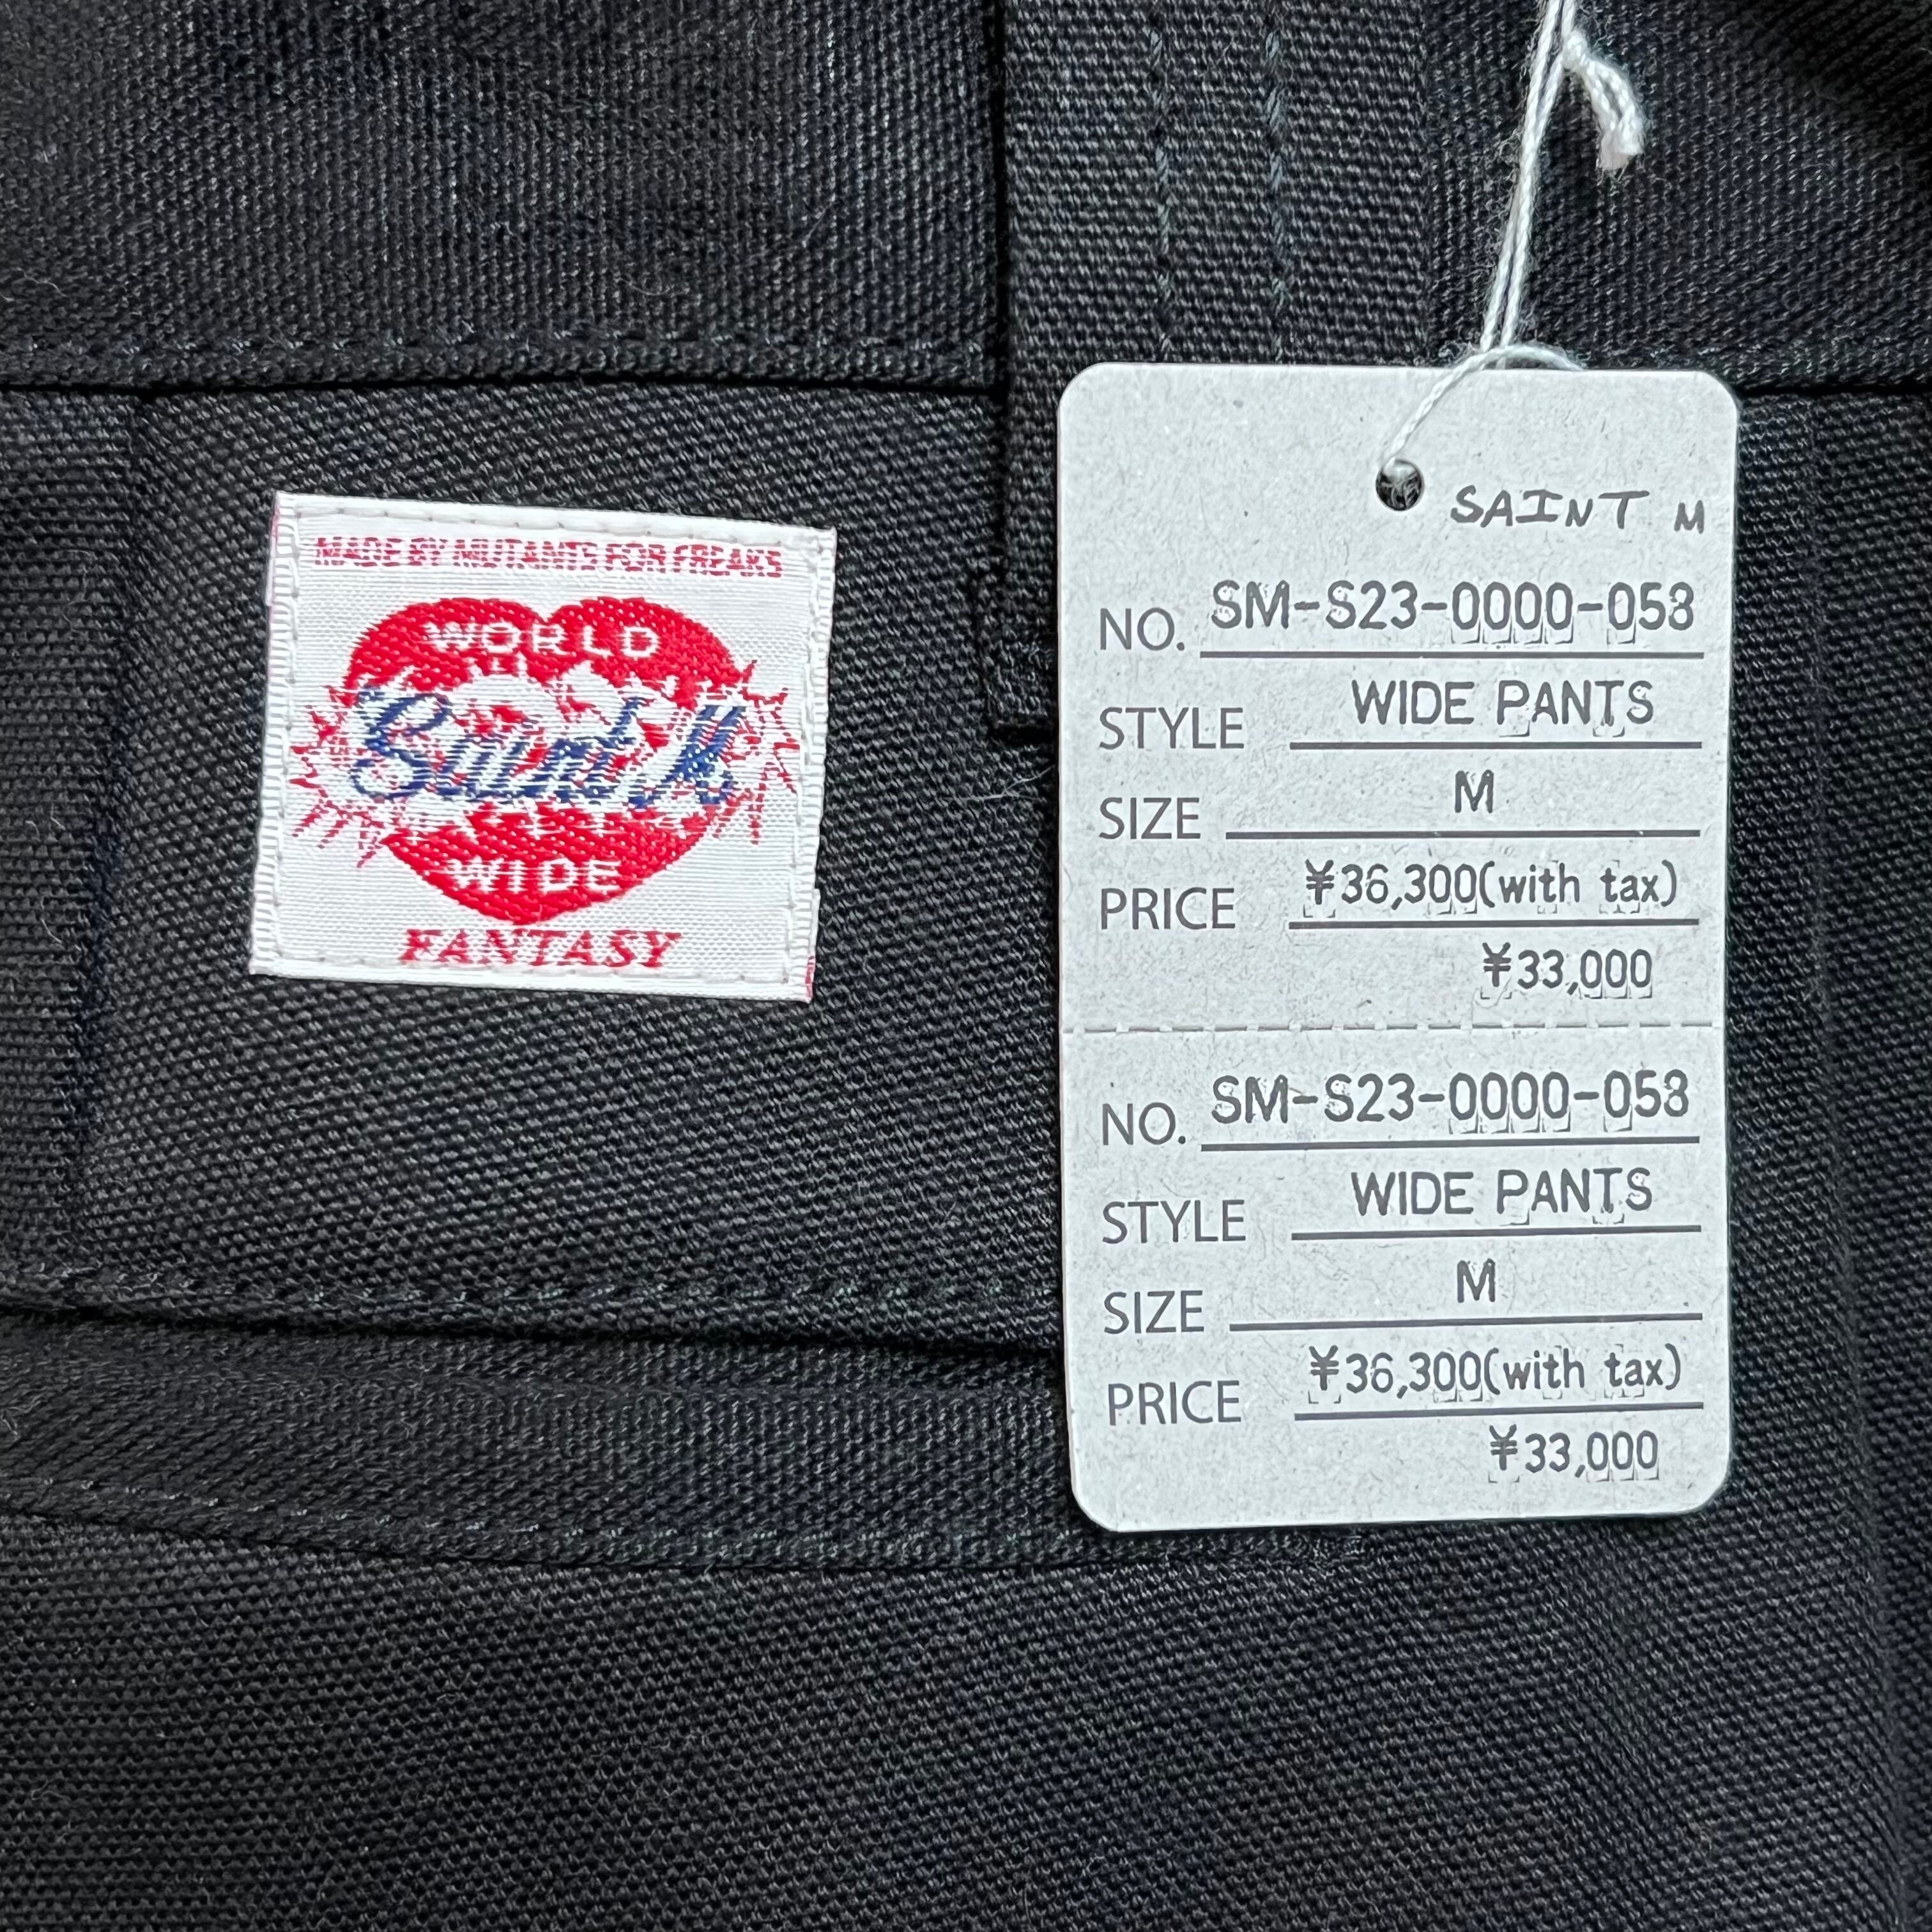 MADE BY MUTANTS FOR FREAKS
WORLD
Saint M
WIDE
FANTASY
SAINT M
NO. SM-S23-0000-053
STYLE WIDE PANTS
SIZE M
PRICE ¥36,300(with tax)
¥33,000
NO. SM-S23-0000-053
STYLE WIDE PANTS
SIZE M
PRICE ¥36,300(with tax)
¥33,000